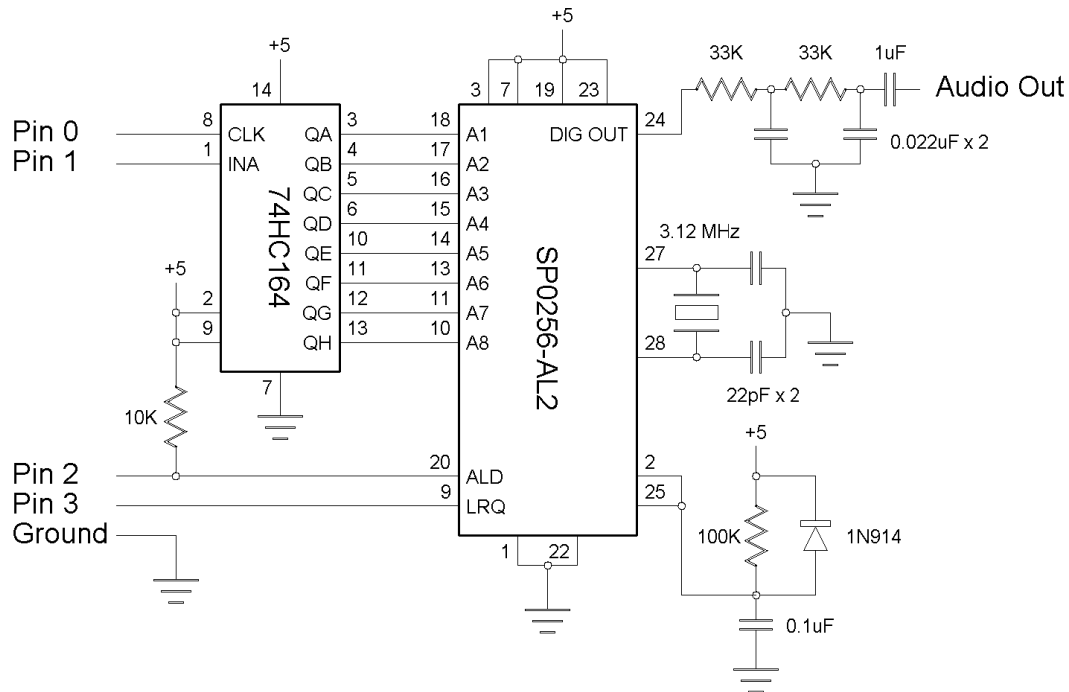 +5
+5
33K
33K
1uF
Audio Out
14
3
7
19
23
Pin 0
8
CLK
QA
3
18
A1
DIG OUT
24
Pin 1
1
INA
QB
4
17
A2
0.022uF x 2
QC
5
16
A3
QD
6
15
A4
QE
10
14
A5
3.12 MHz
27
QF
11
13
A6
+5
2
QG
12
11
A7
9
QH
13
10
A8
28
74HC164
SP0256-AL2
7
22pF x 2
10K
+5
Pin 2
20
ALD
2
Pin 3
9
LRQ
25
Ground
100K
1N914
1
22
0.1uF